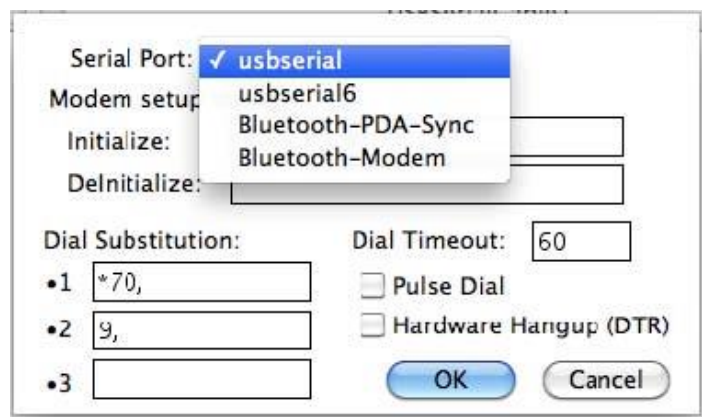 Serial Port: ✓ usbserial
Modem setup usbserial6
Bluetooth-PDA-Sync
Initialize:
Bluetooth-Modem
DeInitialize:
Dial Substitution: Dial Timeout: 60
•1 *70, Pulse Dial
•2 9, Hardware Hangup (DTR)
•3 OK Cancel